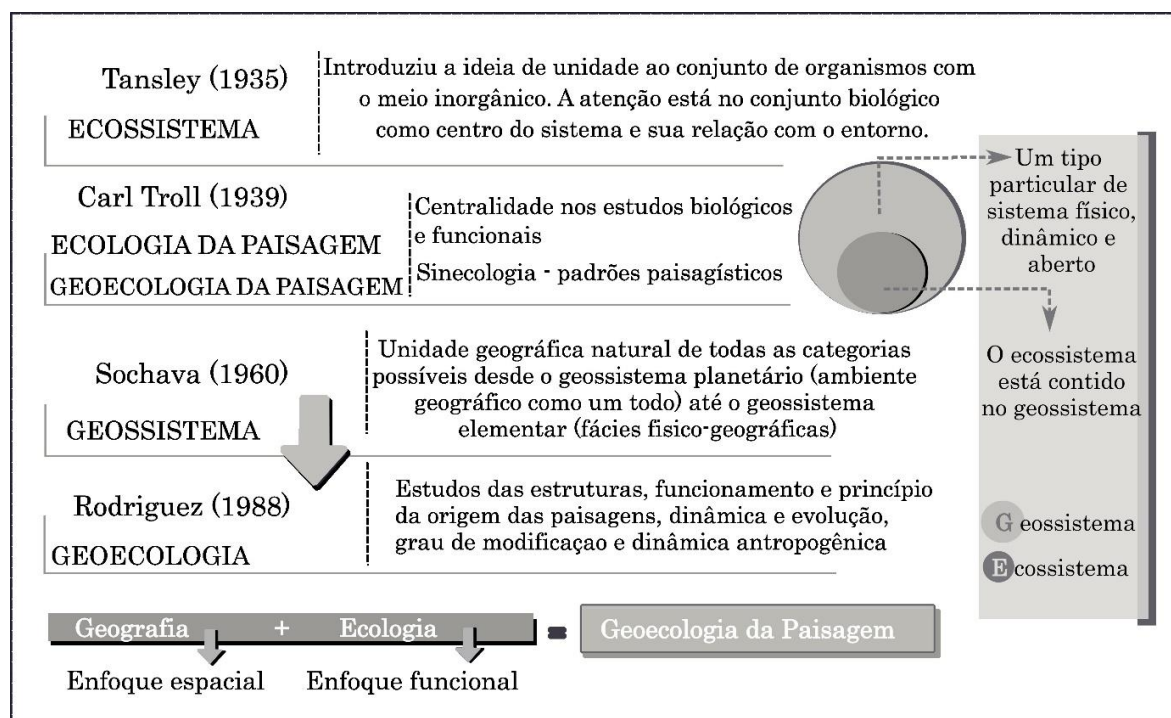 Tansley (1935)
ECOSSISTEMA
Introduziu a ideia de unidade ao conjunto de organismos com
o meio inorgânico. A atenção está no conjunto biológico
como centro do sistema e sua relação com o entorno.
Carl Troll (1939)
ECOLOGIA DA PAISAGEM
GEOECOLOGIA DA PAISAGEM
Centralidade nos estudos biológicos
e funcionais
Sinecologia - padrões paisagísticos
Sochava (1960)
GEOSSISTEMA
Unidade geográfica natural de todas as categorias
possíveis desde o geossistema planetário (ambiente
geográfico como um todo) até o geossistema
elementar (fácies fisico-geográficas)
Rodriguez (1988)
GEOECOLOGIA
Estudos das estruturas, funcionamento e princípio
da origem das paisagens, dinâmica e evolução,
grau de modificaçao e dinâmica antropogênica
Um tipo
particular de
sistema físico,
dinâmico e
aberto
O ecossistema
está contido
no geossistema
Geossistema
Ecossistema
Geografia + Ecologia = Geoecologia da Paisagem
Enfoque espacial Enfoque funcional